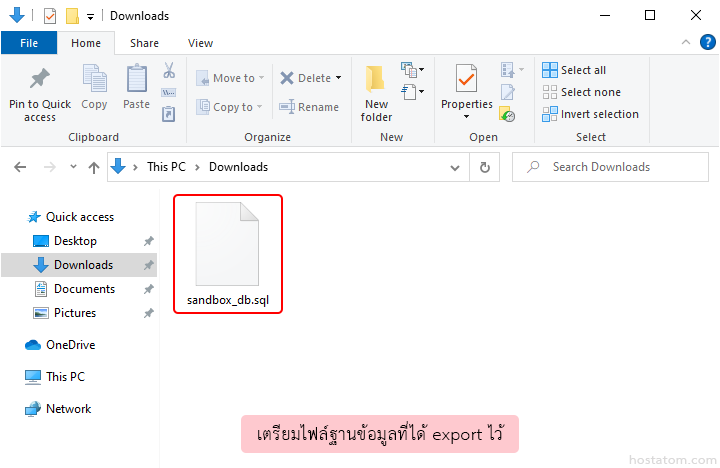 Downloads
File Home Share View
Pin to Quick access
Copy
Paste
Move to
Copy to
Delete
Rename
New folder
Properties
Select all
Select none
Invert selection
Clipboard Organize New Open Select
This PC Downloads
Search Downloads
Quick access
Desktop
Downloads
Documents
Pictures
OneDrive
This PC
Network
sandbox_db.sql
เตรียมไฟล์ฐานข้อมูลที่ได้ export ไว้
hostatom.com